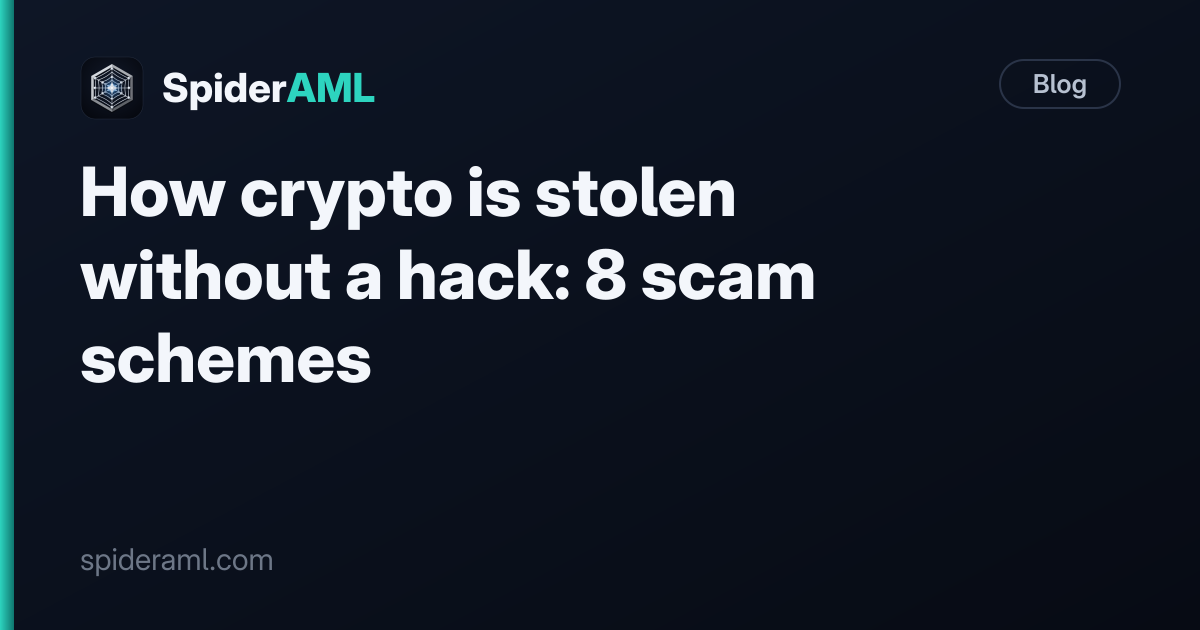 SpiderAML
Blog
How crypto is stolen
without a hack: 8 scam
schemes
spideraml.com